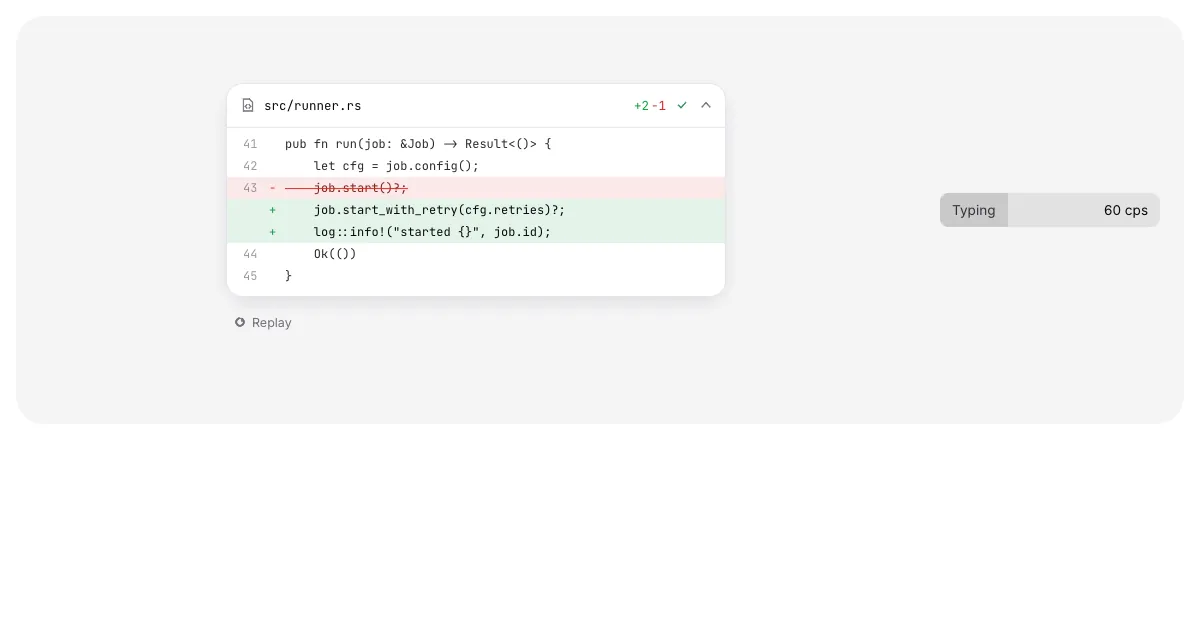 src/runner.rs +2 -1
41 pub fn run(job: &Job) -> Result<()> {
42 let cfg = job.config();
43 - job.start()?;
+ job.start_with_retry(cfg.retries)?;
+ log::info!("started {}", job.id);
44 Ok(())
45 }
Replay
Typing 60 cps